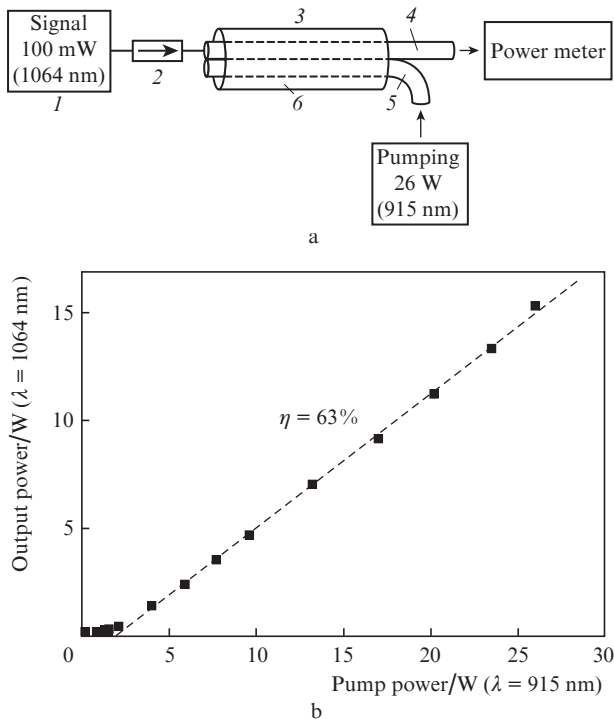 Signal
100 mW
(1064 nm)
1
2
3
4
5
6
Power meter
Pumping
26 W
(915 nm)
a
Output power/W (λ = 1064 nm)
15
10
5
η = 63%
0
5
10
15
20
25
30
Pump power/W (λ = 915 nm)
b